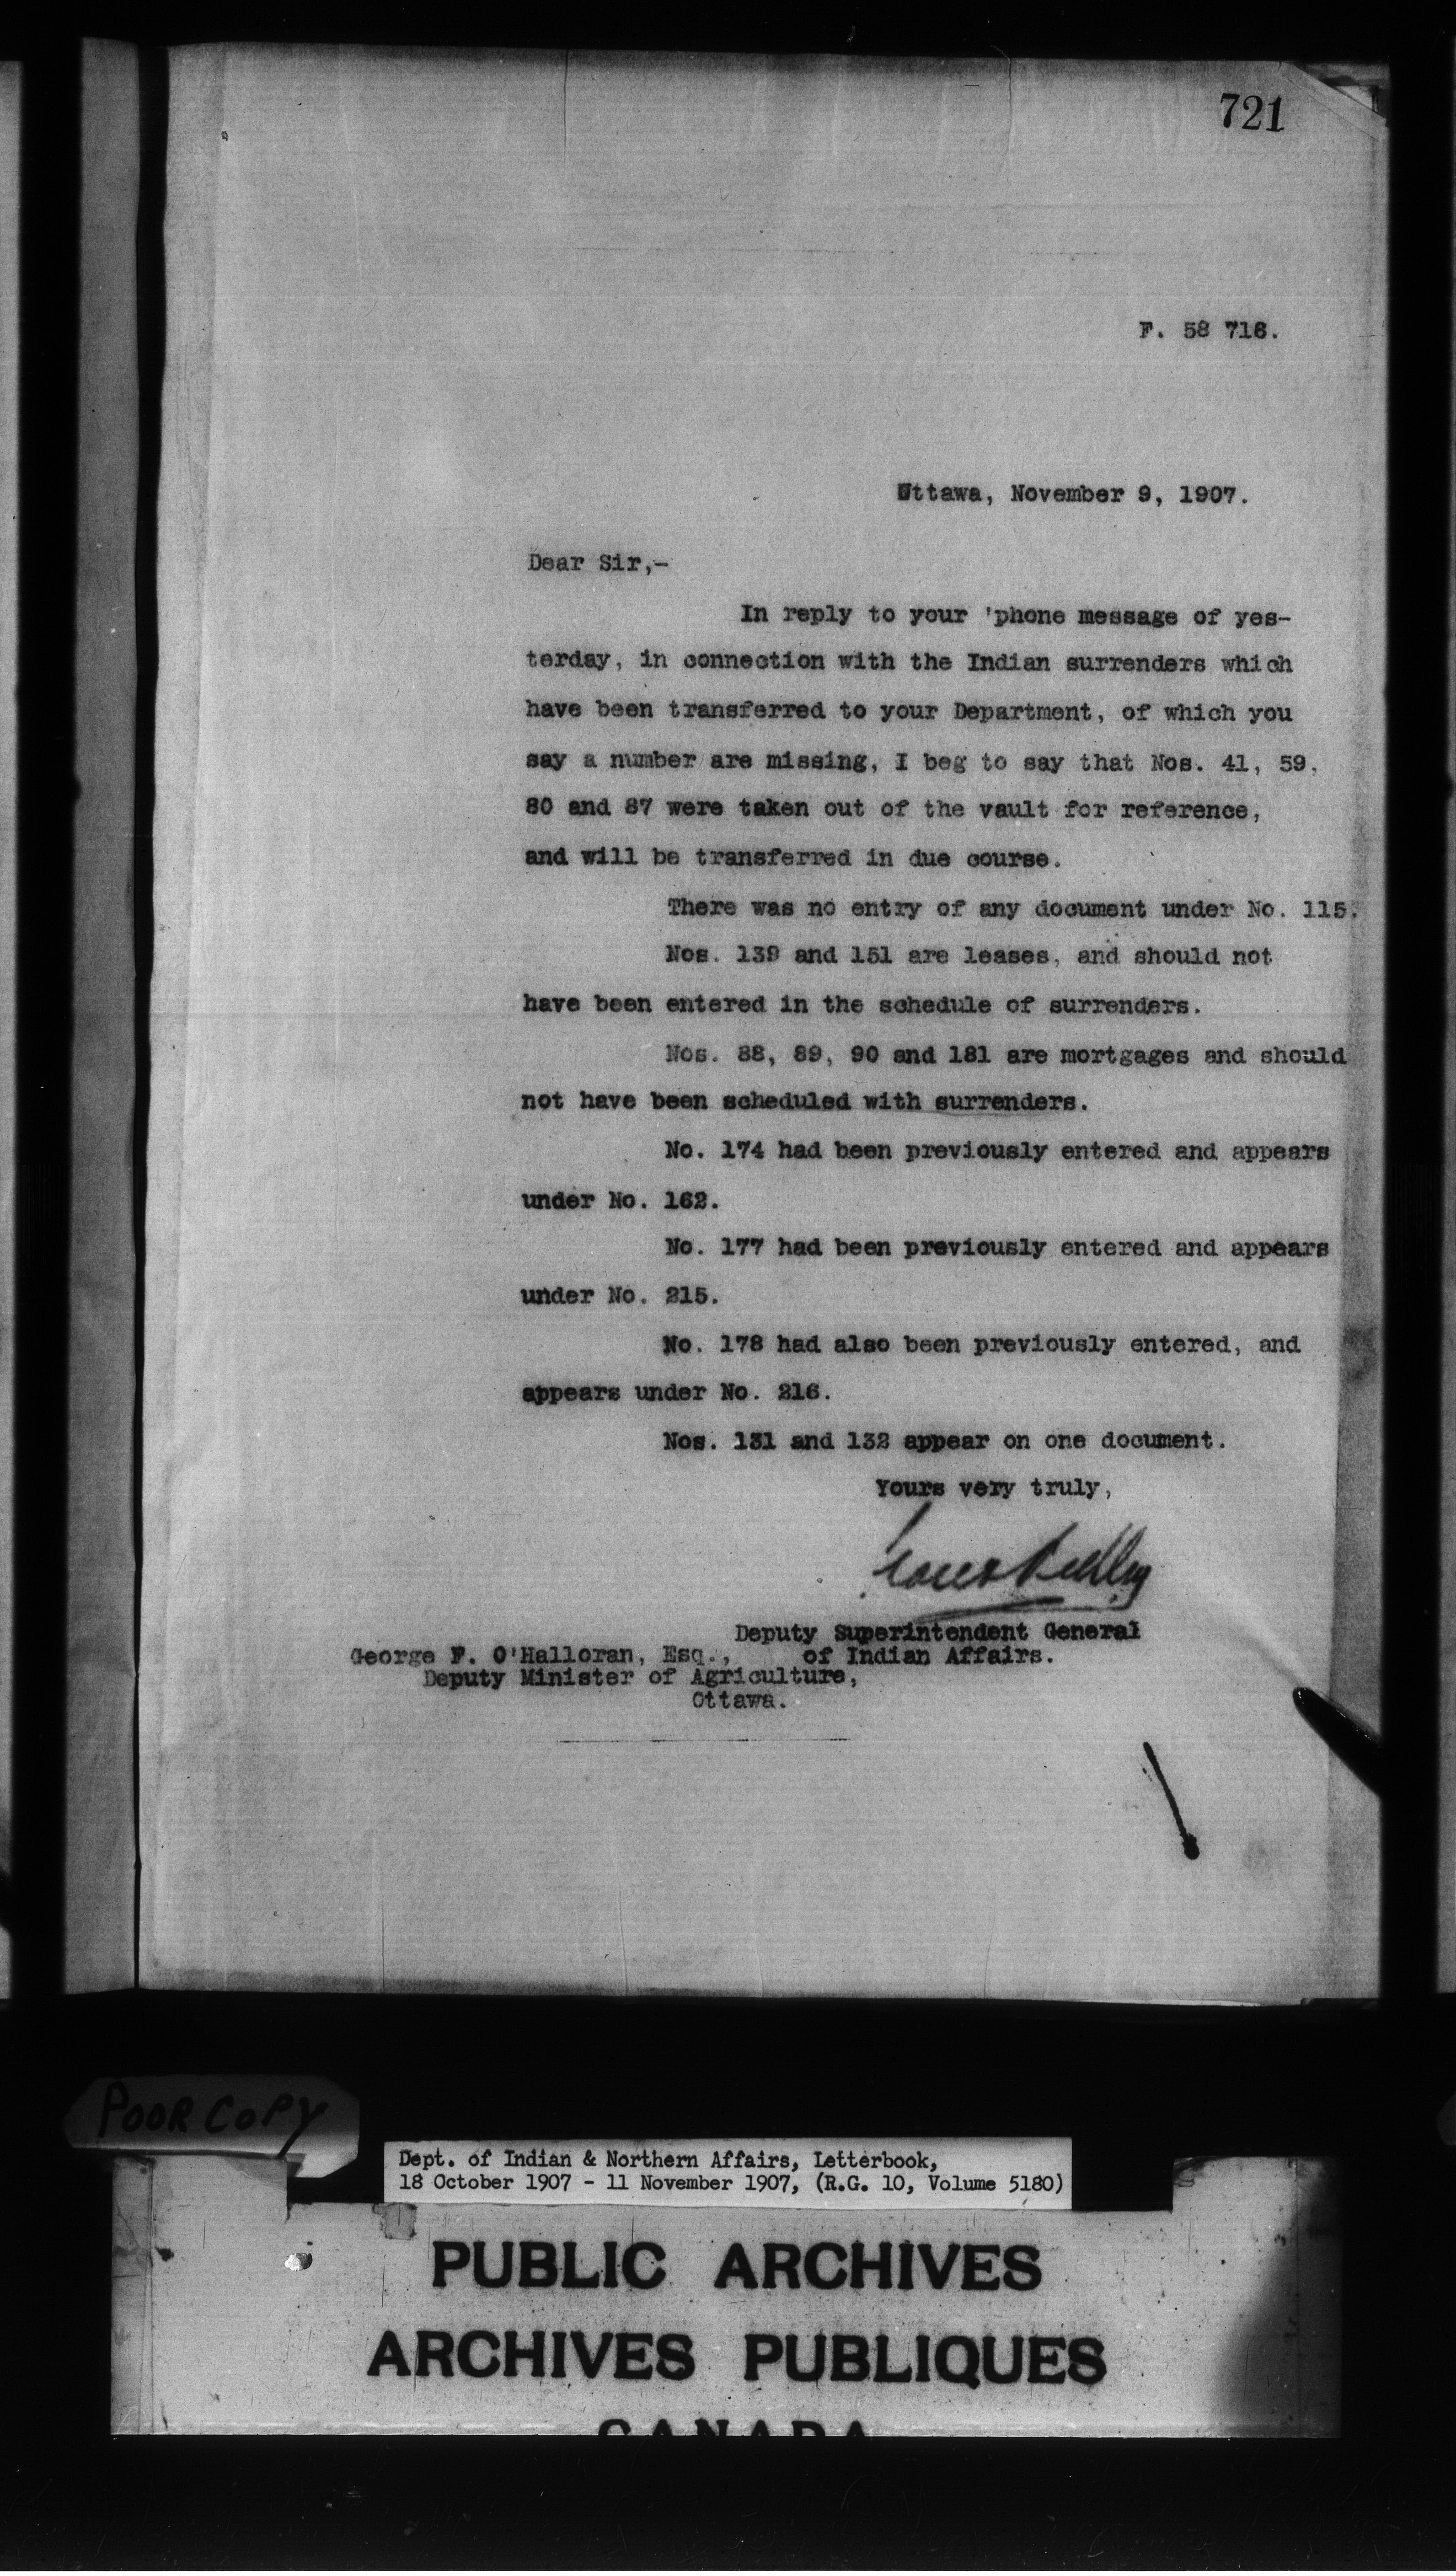 721
F. 58 716.
Ottawa, November 9, 1907.
Dear Sir,-
In reply to your 'phone message of yes-
terday, in connection with the Indian surrenders which
have been transferred to your Department, of which you
say a number are missing, I beg to say that Nos. 41, 59,
80 and 87 were taken out of the vault for reference,
and will be transferred in due course.
There was no entry of any document under No. 115.
Nos. 139 and 151 are leases, and should not
have been entered in the schedule of surrenders.
Nos. 88, 89, 90 and 181 are mortgages and should
not have been scheduled with surrenders.
No. 174 had been previously entered and appears
under No. 162.
No. 177 had been previously entered and appears
under No. 215.
No. 178 had also been previously entered, and
appears under No. 216.
Nos. 131 and 132 appear on one document.
Yours very truly,
Deputy Superintendent General
of Indian Affairs.
George F. O'Halloran, Esq.,
Deputy Minister of Agriculture,
Ottawa.
POOR COPY
Dept. of Indian & Northern Affairs, Letterbook,
18 October 1907 - 11 November 1907, (R.G. 10, Volume 5180)
PUBLIC ARCHIVES
ARCHIVES PUBLIQUES
CANADA